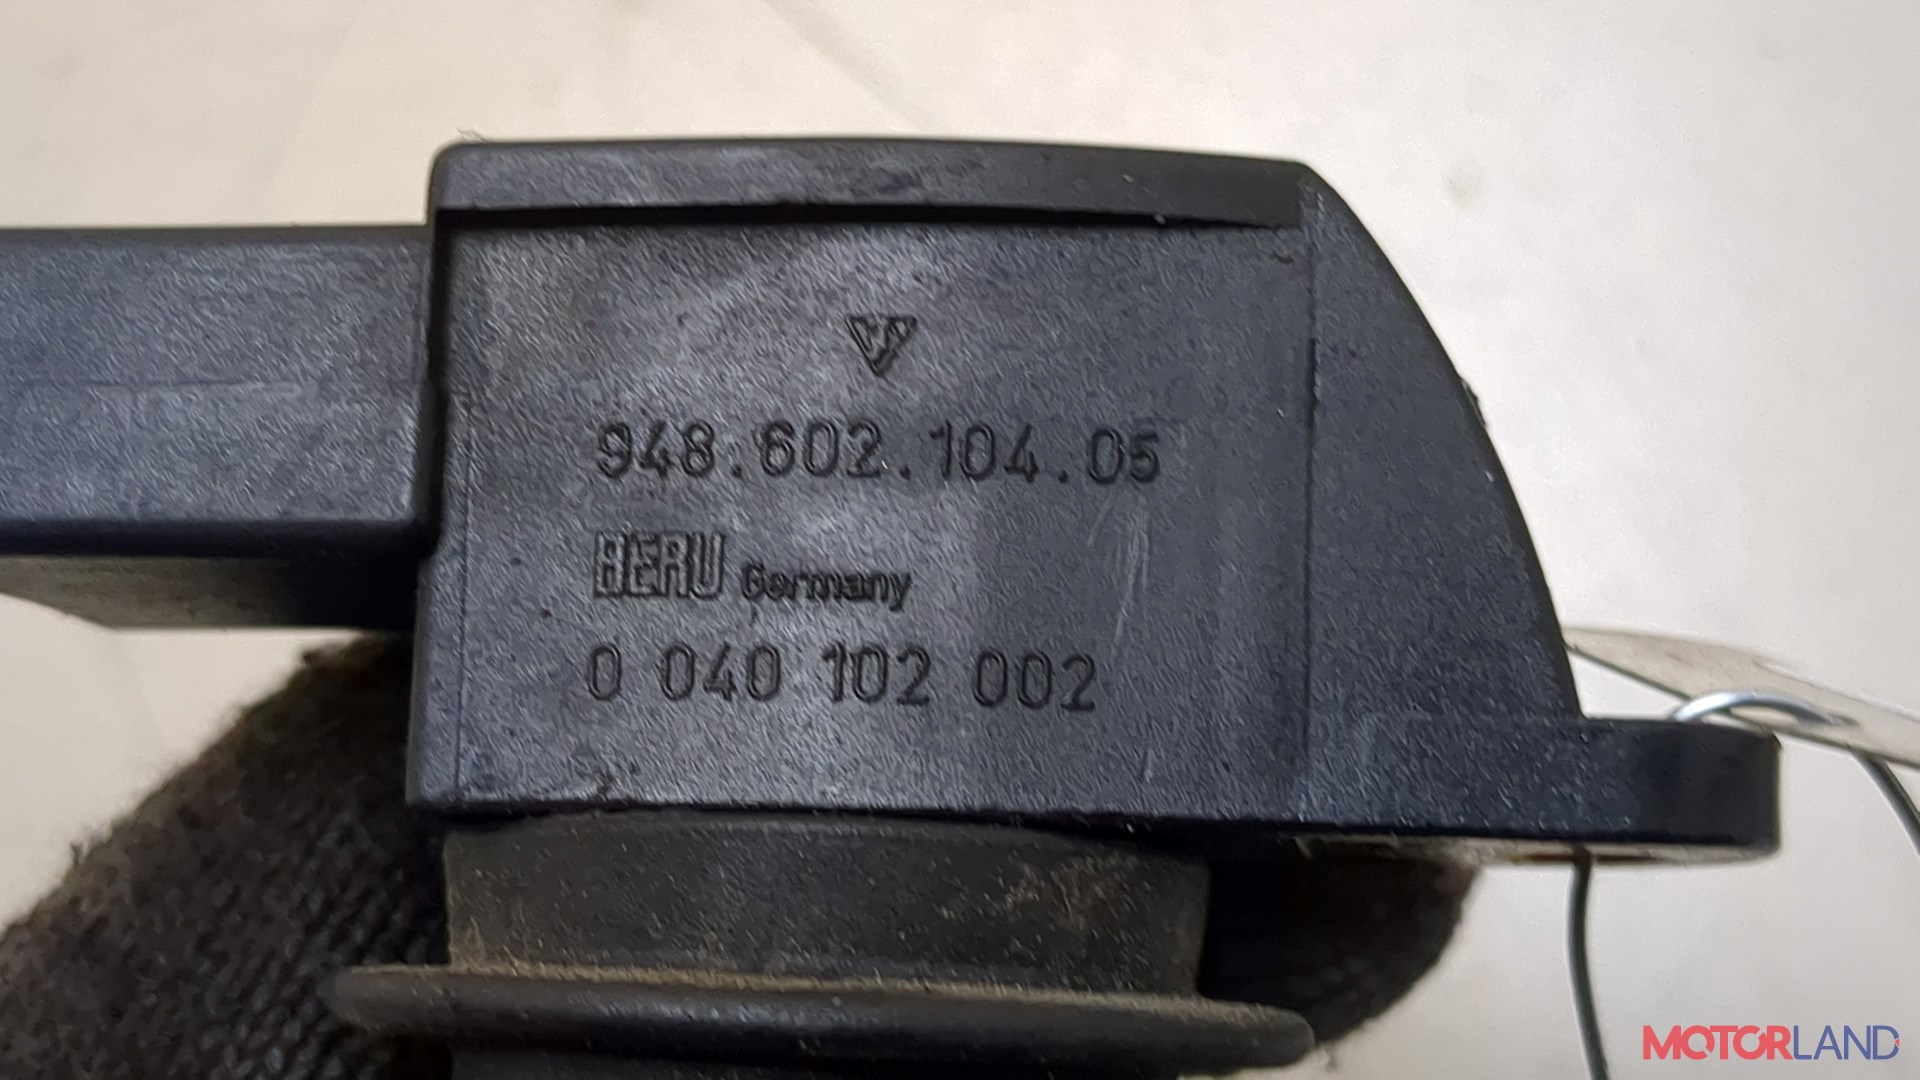 948.602.104.05
BERU Germany
0 040 102 002
MOTORLAND